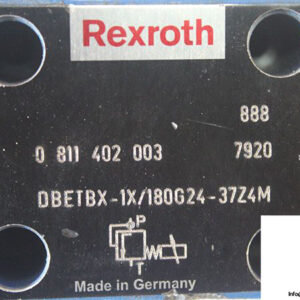 Rexroth
888
0 811 402 003 7920
DBETBX-1X/180G24-37Z4M
P
T
Made in Germany